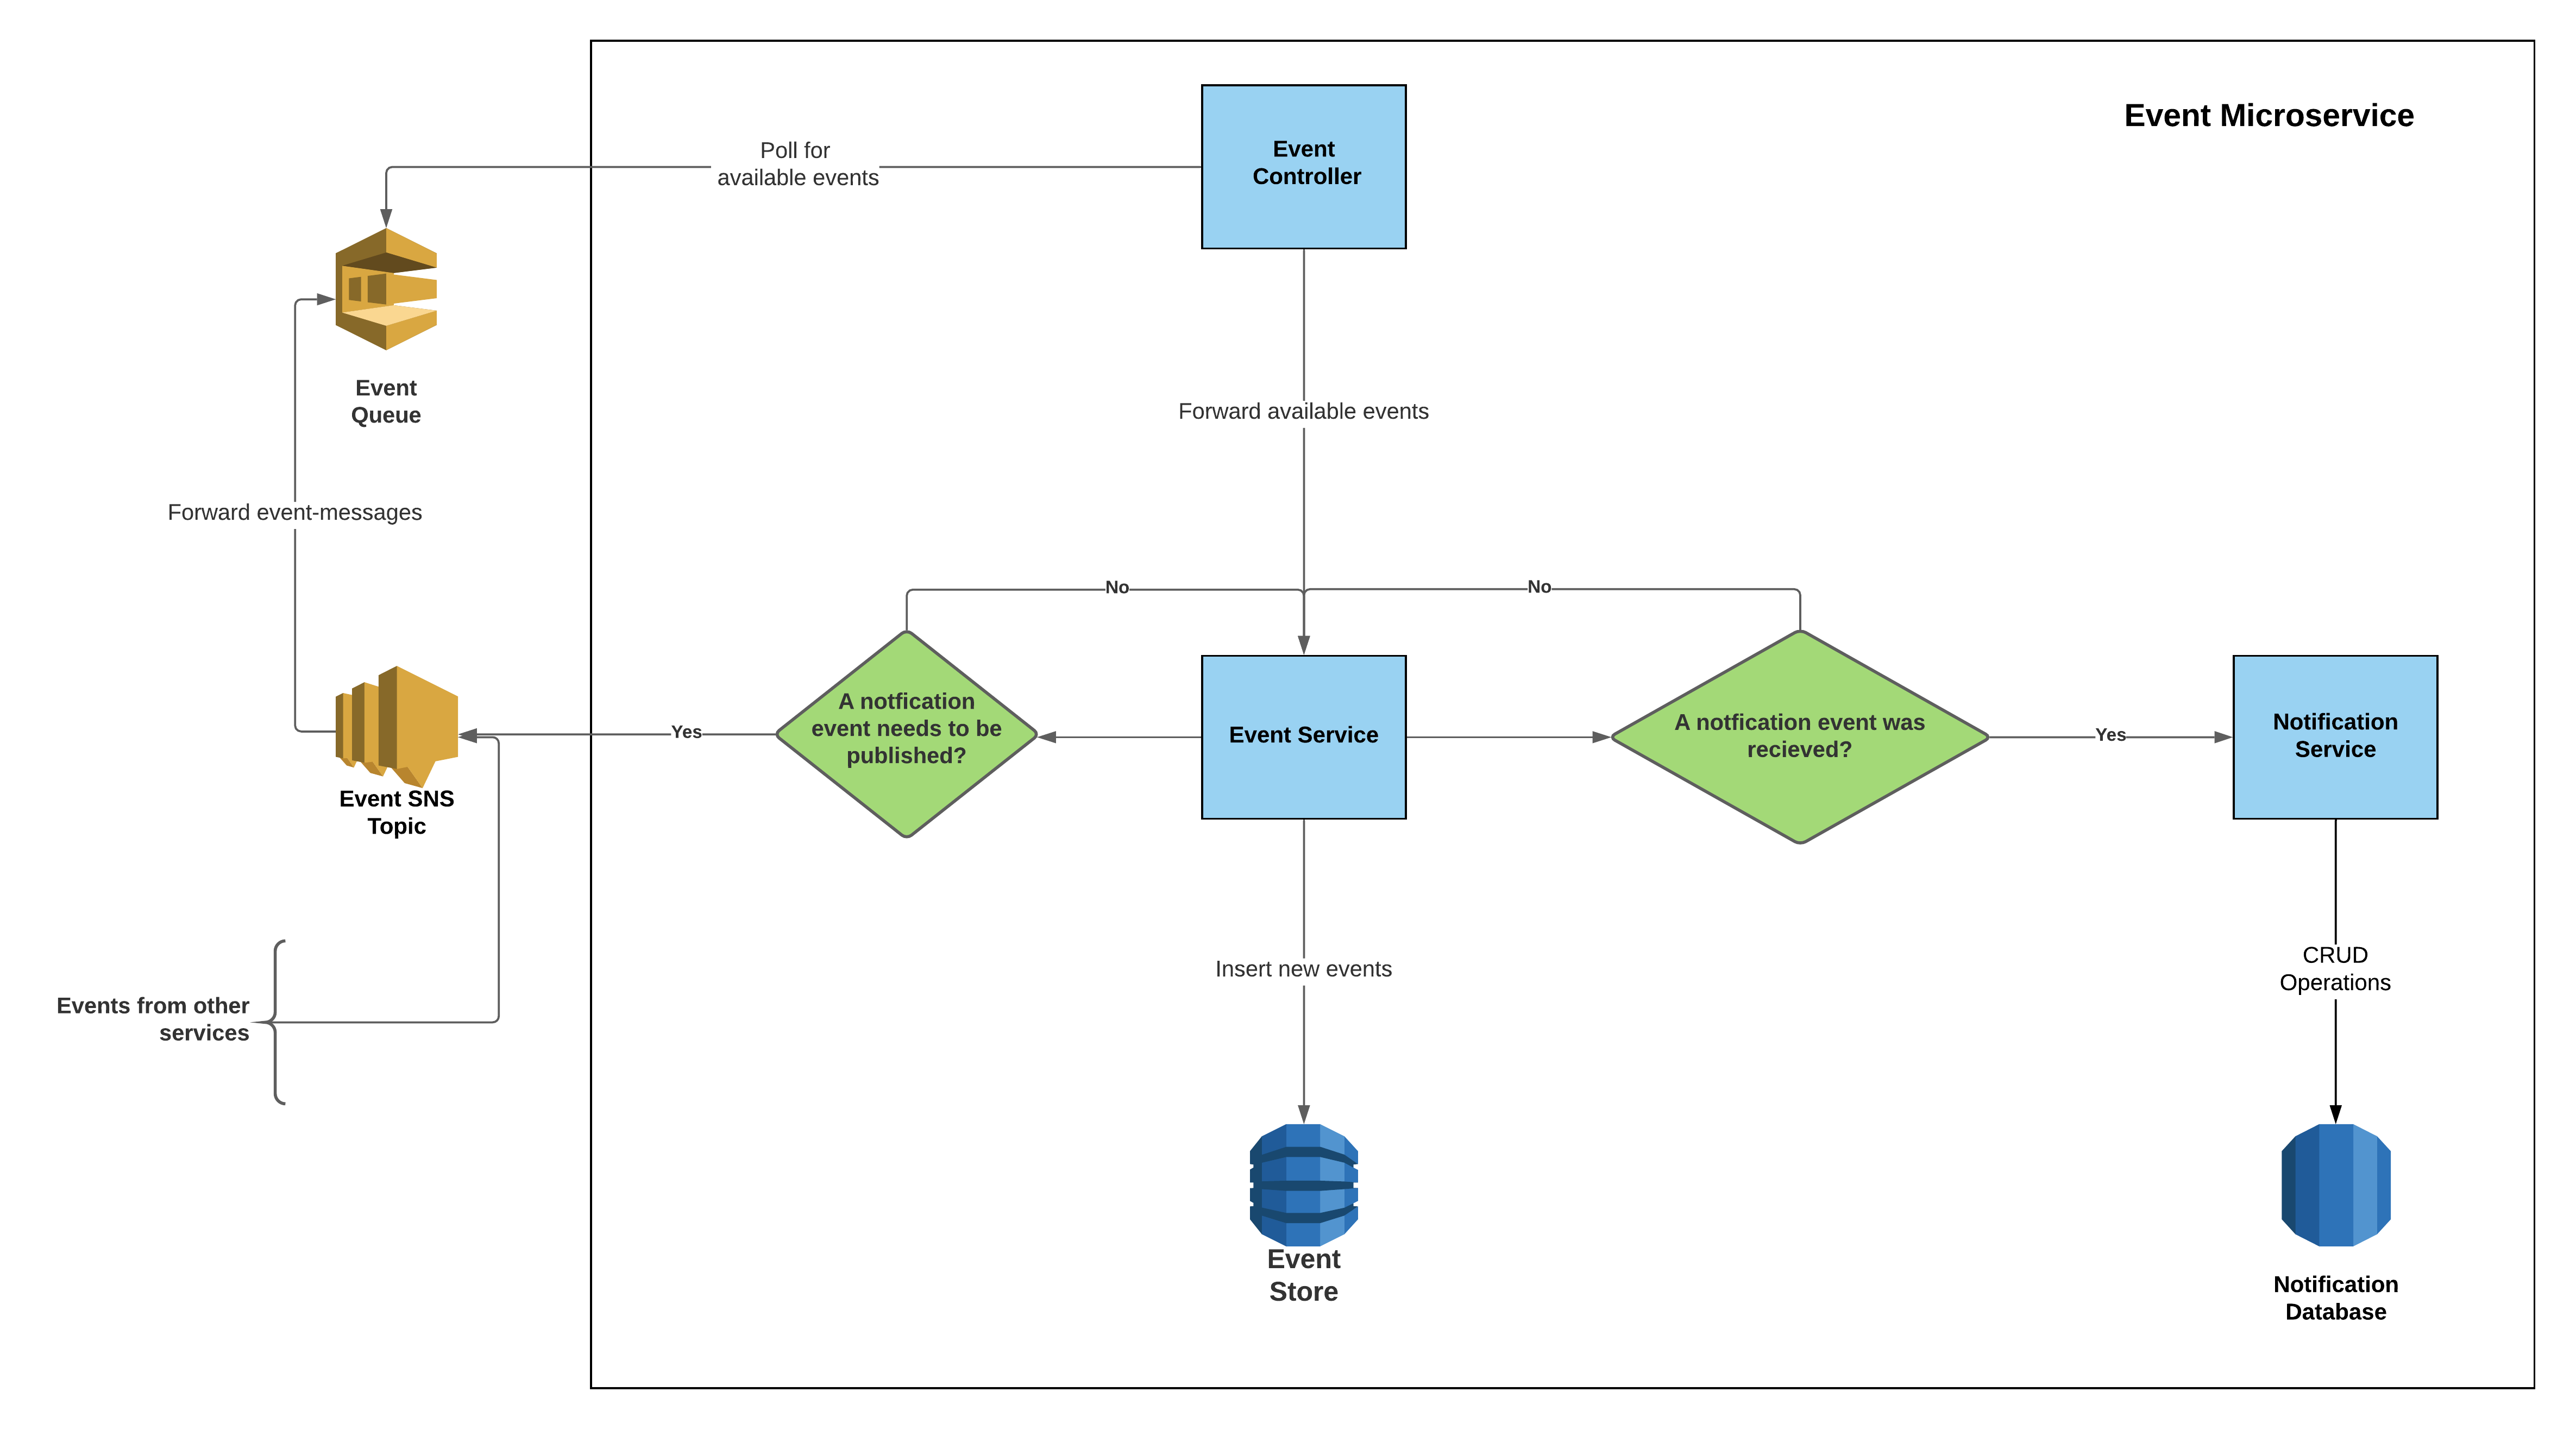 Event Microservice
Poll for
available events
Event
Controller
Event
Queue
Forward available events
Forward event-messages
No
No
A notfication
event needs to be
published?
Yes
Event Service
A notfication event was
recieved?
Yes
Notification
Service
Event SNS
Topic
Events from other
services
Insert new events
CRUD
Operations
Event
Store
Notification
Database